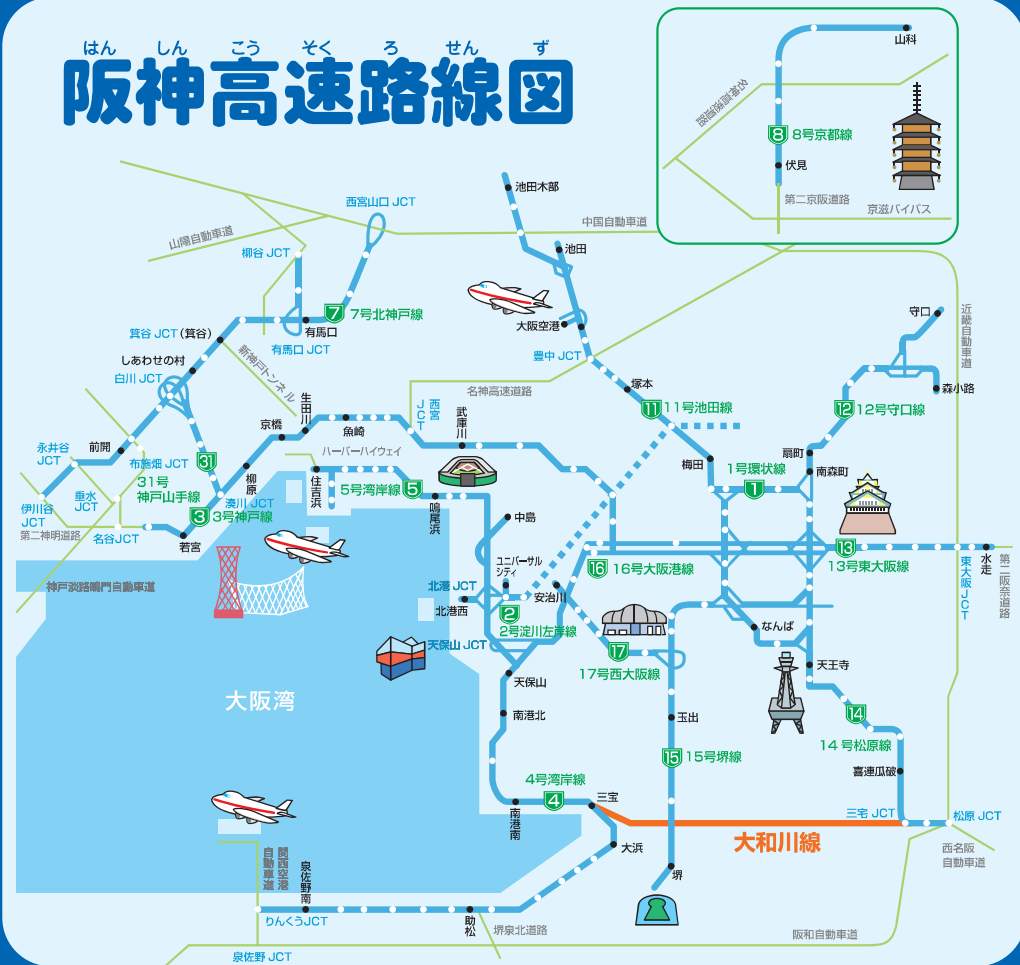 はん しん こう そく ろ せん ず
阪神高速路線図
山科
名神高速道路
8
8号京都線
伏見
第二京阪道路
京滋バイパス
池田木部
西宮山口 JCT
中国自動車道
山陽自動車道
柳谷 JCT
池田
7
7号北神戸線
大阪空港
有馬口
箕谷 JCT (箕谷)
有馬口 JCT
豊中 JCT
守口
近畿自動車道
しあわせの村
新神戸トンネル
白川 JCT
名神高速道路
塚本
森小路
生田川
西宮JCT
武庫川
11
11号池田線
12
12号守口線
京橋
魚崎
永井谷JCT
前開
布施畑 JCT
31
ハーバーハイウェイ
梅田
1号環状線
扇町
31号
神戸山手線
柳原
住吉浜
5号湾岸線
5
1
南森町
伊川谷JCT
垂水JCT
湊川 JCT
3
3号神戸線
鳴尾浜
中島
第二神明道路
名谷JCT
若宮
ユニバーサルシティ
16
16号大阪港線
13
13号東大阪線
東大阪JCT
水走
第二阪奈道路
神戸淡路鳴門自動車道
北港 JCT
北港西
安治川
2
2号淀川左岸線
なんば
天保山 JCT
17
17号西大阪線
天王寺
天保山
大阪湾
南港北
玉出
14
14号松原線
15
15号堺線
喜連瓜破
4号湾岸線
4
三宝
南港南
三宅 JCT
松原 JCT
大和川線
大浜
西名阪
自動車道
関西空港
自動車道
泉佐野南
堺
りんくうJCT
助松
堺泉北道路
阪和自動車道
泉佐野 JCT